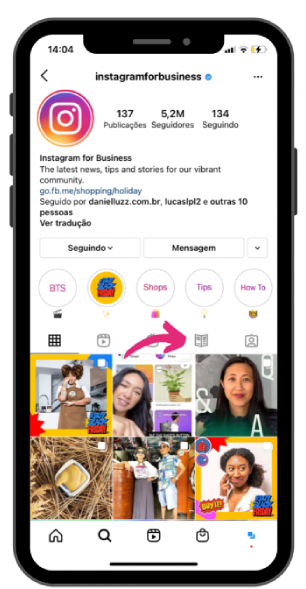 14:04
instagramforbusiness
137 5,2M 134
Publicações Seguidores Seguindo
Instagram for Business
The latest news, tips and stories for our vibrant
community.
go.fb.me/shopping/holiday
Seguido por danielluzz.com.br, lucaslpl2 e outras 10
pessoas
Ver tradução
Seguindo Mensagem
BTS Shops Tips How To
&
A
BUY IT!